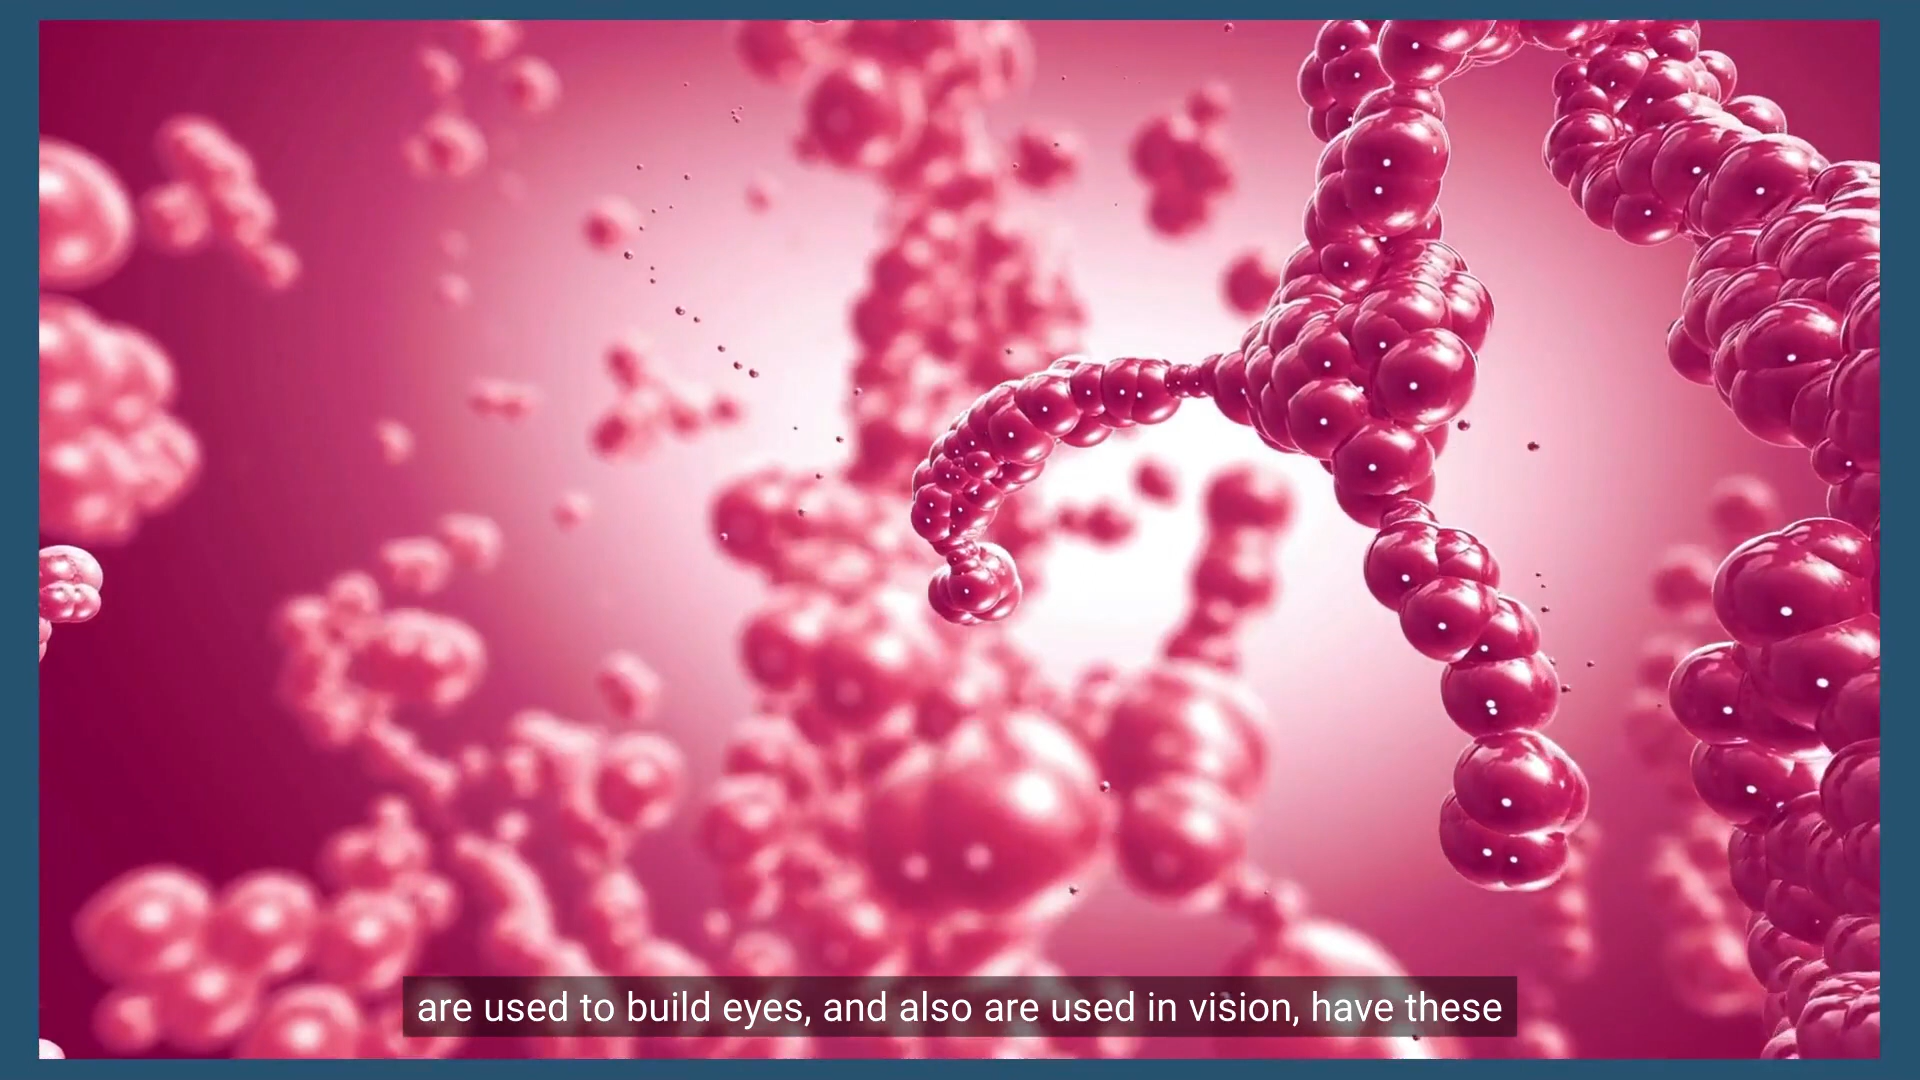 are used to build eyes, and also are used in vision, have these